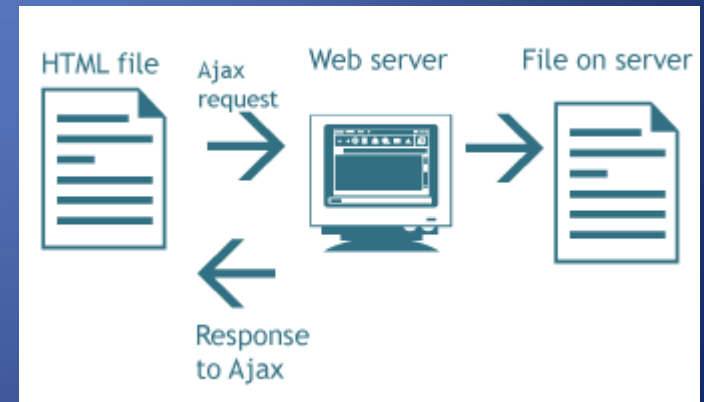 HTML file
Ajax
request
Web server
File on server
Response
to Ajax